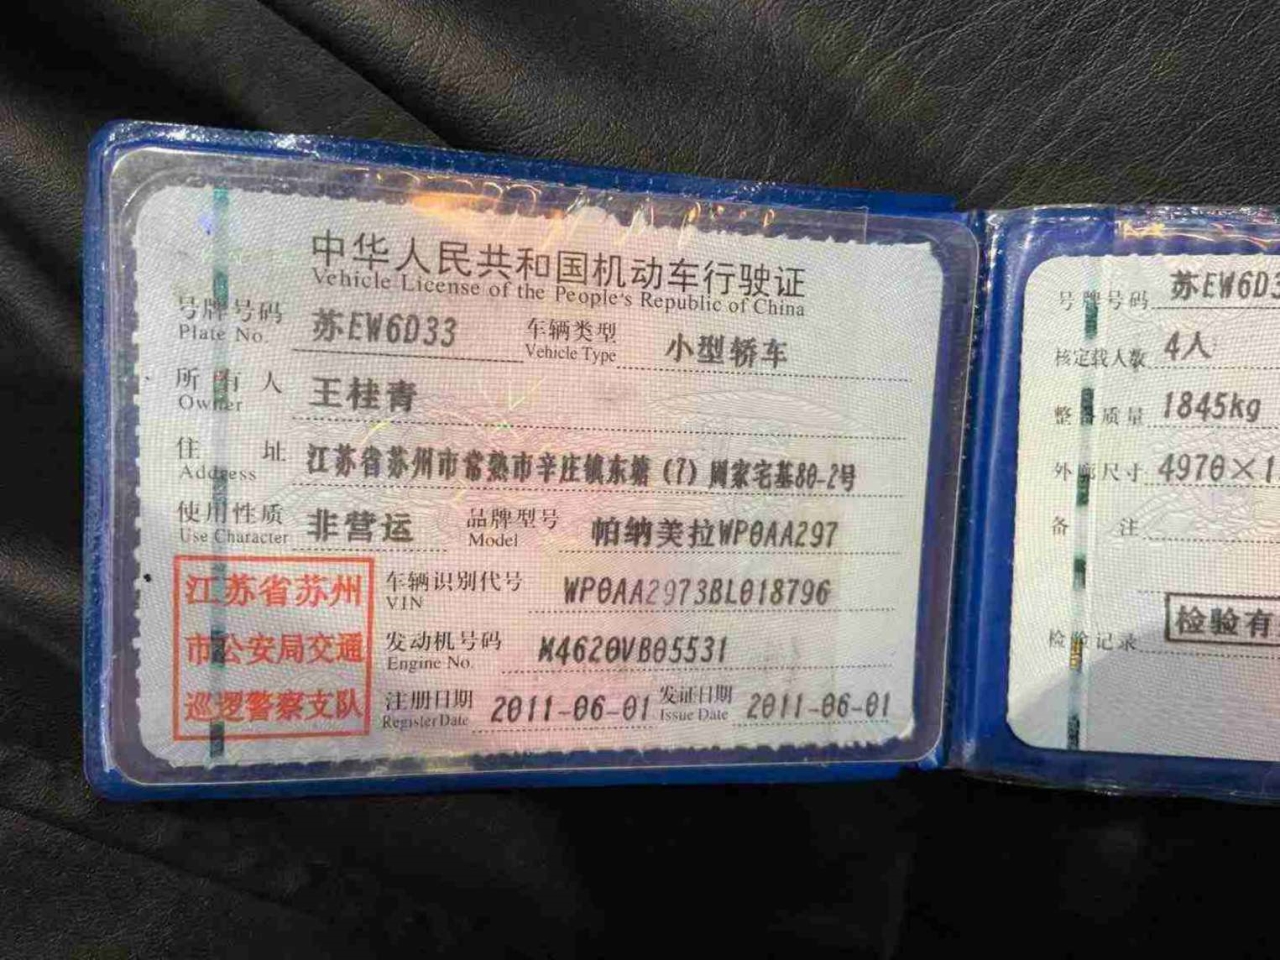 中华人民共和国机动车行驶证
Vehicle License of the People's Republic of China
号牌号码 苏EW6D33 车辆类型 小型轿车
Plate No. Vehicle Type
所有人 王桂青
Owner
住址 江苏省苏州市常熟市辛庄镇东塘（7）周家宅基80-2号
Address
使用性质 非营运 品牌型号 帕纳美拉WP0AA297
Use Character Model
江苏省苏州
市公安局交通
巡逻警察支队
车辆识别代号 WP0AA2973BL018796
VIN
发动机号码 M4620VB05531
Engine No.
注册日期 2011-06-01 发证日期 2011-06-01
Register Date Issue Date
号牌号码 苏EW6D3
核定载人数 4人
整备质量 1845kg
外廓尺寸 4970×1
备注
检验记录 检验有